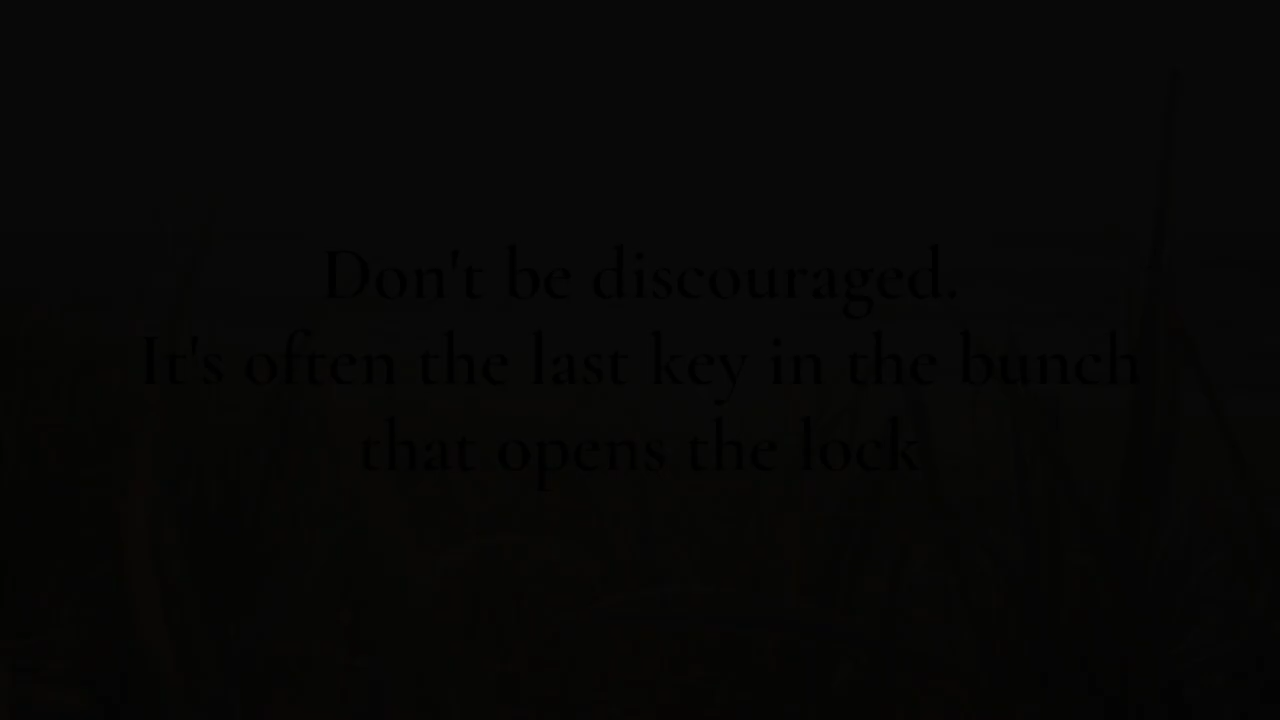 Don't be discouraged.
It's often the last key in the bunch
that opens the lock